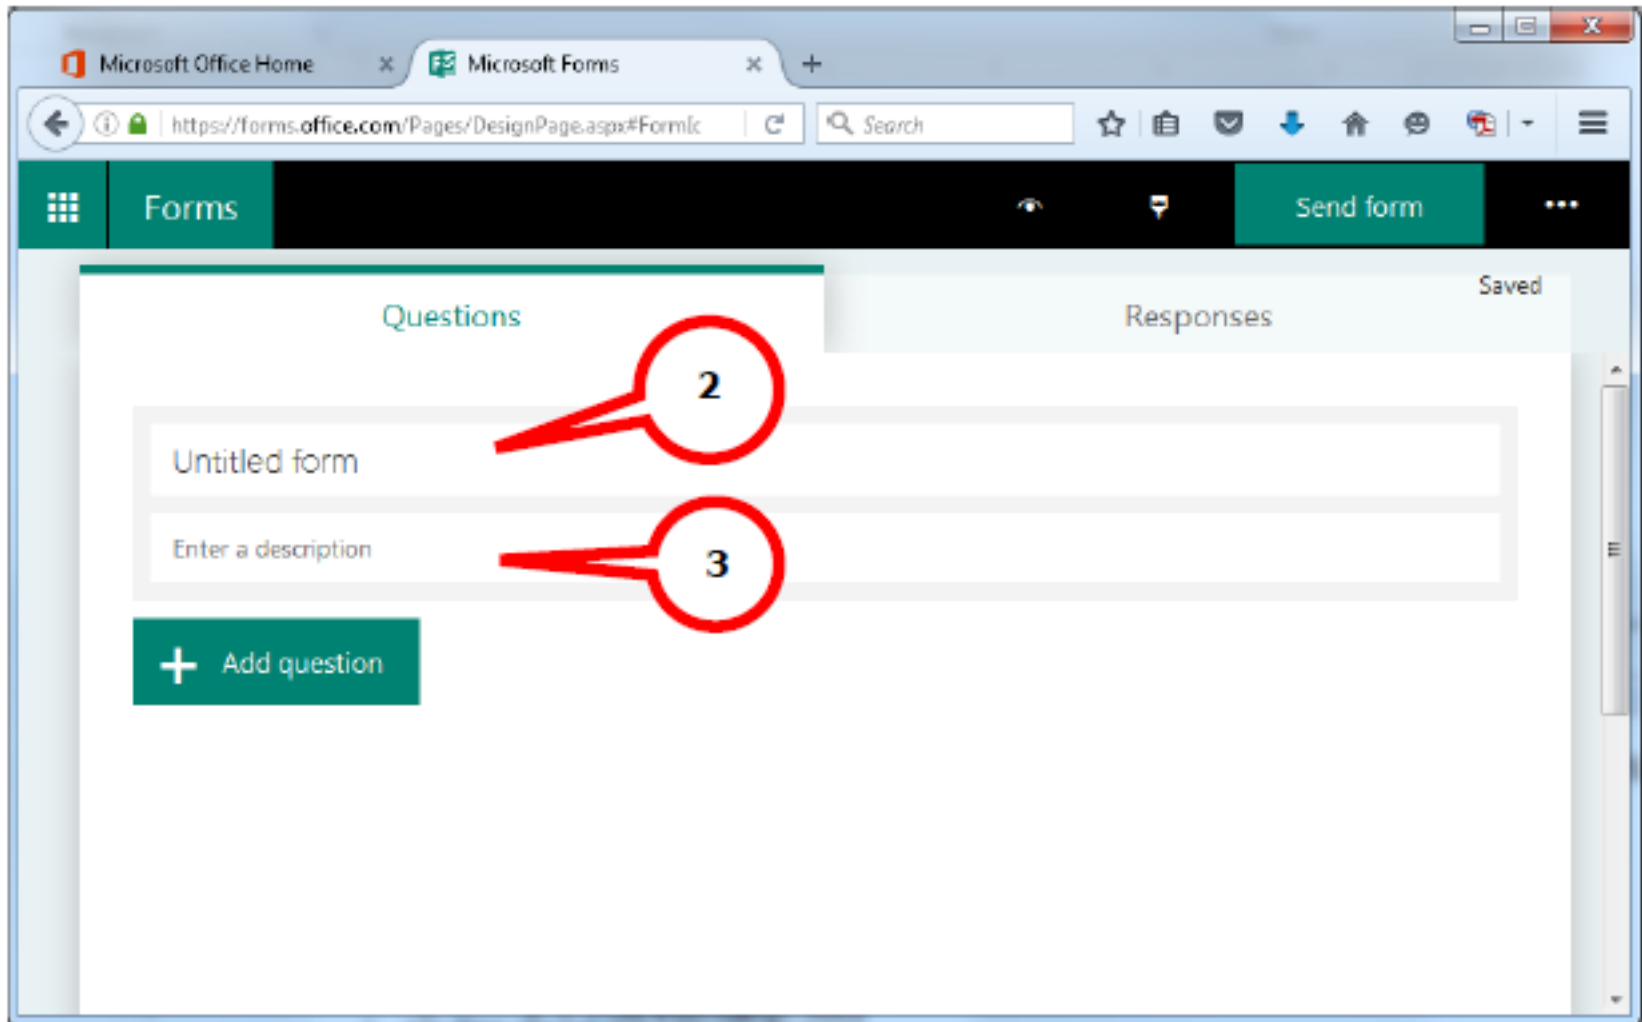 Microsoft Office Home
Microsoft Forms
https://forms.office.com/Pages/DesignPage.aspx#Form[c
Search
Forms
Send form
Saved
Questions
Responses
2
Untitled form
3
Enter a description
Add question